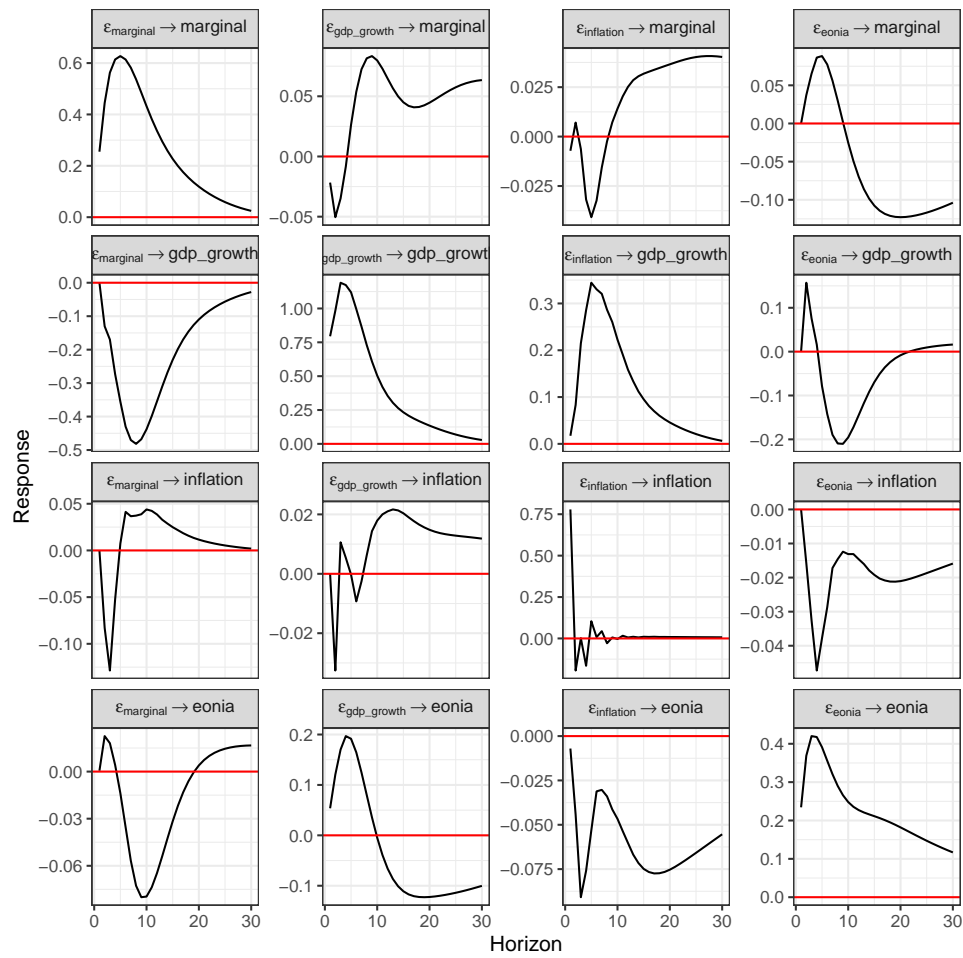 εmarginal → marginal
εgdp_growth → marginal
εinflation → marginal
εeonia → marginal
0.6
0.4
0.2
0.0
0.05
0.00
−0.05
0.025
0.000
−0.025
0.05
0.00
−0.05
−0.10
εmarginal → gdp_growth
gdp_growth → gdp_growt
εinflation → gdp_growth
εeonia → gdp_growth
0.0
−0.1
−0.2
−0.3
−0.4
−0.5
1.00
0.75
0.50
0.25
0.00
0.3
0.2
0.1
0.0
0.1
0.0
−0.1
−0.2
Response
εmarginal → inflation
εgdp_growth → inflation
εinflation → inflation
εeonia → inflation
0.05
0.00
−0.05
−0.10
0.02
0.00
−0.02
0.75
0.50
0.25
0.00
0.00
−0.01
−0.02
−0.03
−0.04
εmarginal → eonia
εgdp_growth → eonia
εinflation → eonia
εeonia → eonia
0.00
−0.03
−0.06
0.2
0.1
0.0
−0.1
0.000
−0.025
−0.050
−0.075
0.4
0.3
0.2
0.1
0.0
0 10 20 30
0 10 20 30
0 10 20 30
0 10 20 30
Horizon